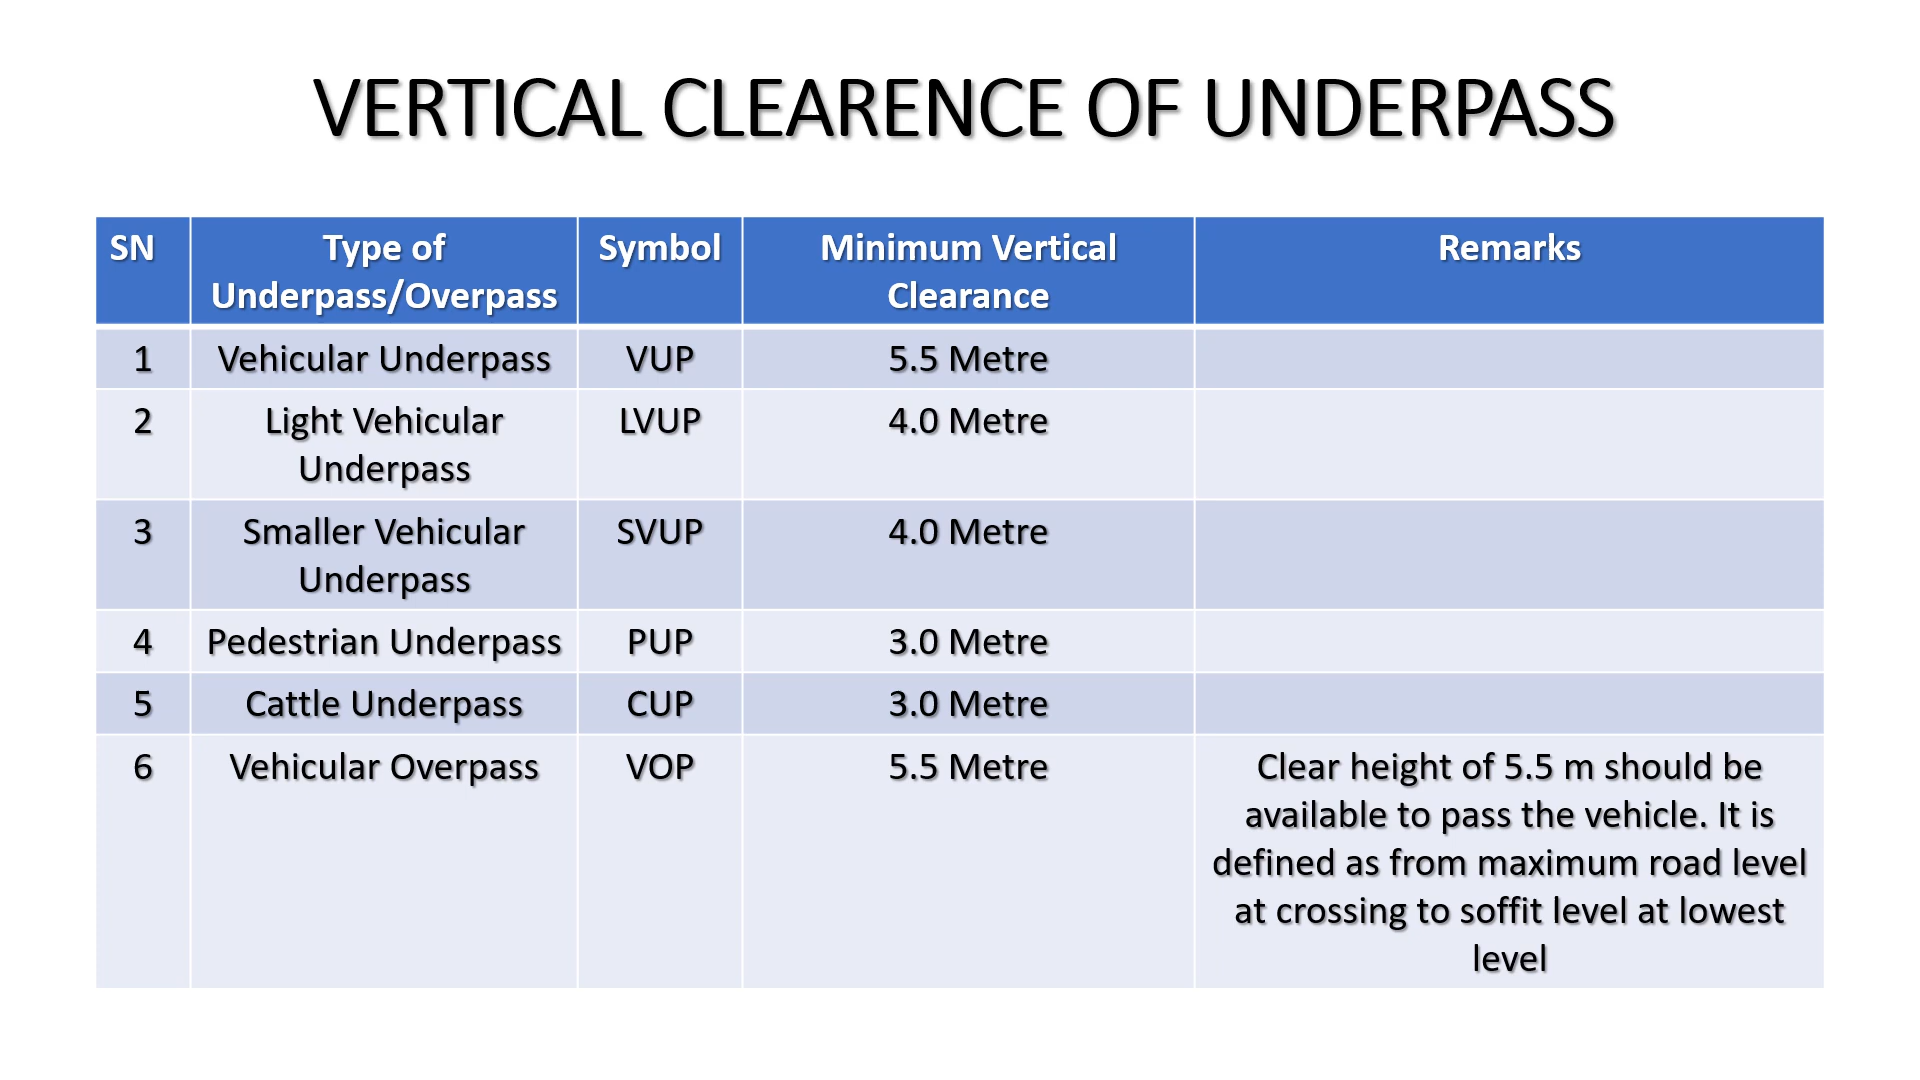 VERTICAL CLEARENCE OF UNDERPASS
SN
Type of
Underpass/Overpass
Symbol
Minimum Vertical
Clearance
Remarks
1
Vehicular Underpass
VUP
5.5 Metre
2
Light Vehicular
Underpass
LVUP
4.0 Metre
3
Smaller Vehicular
Underpass
SVUP
4.0 Metre
4
Pedestrian Underpass
PUP
3.0 Metre
5
Cattle Underpass
CUP
3.0 Metre
6
Vehicular Overpass
VOP
5.5 Metre
Clear height of 5.5 m should be
available to pass the vehicle. It is
defined as from maximum road level
at crossing to soffit level at lowest
level